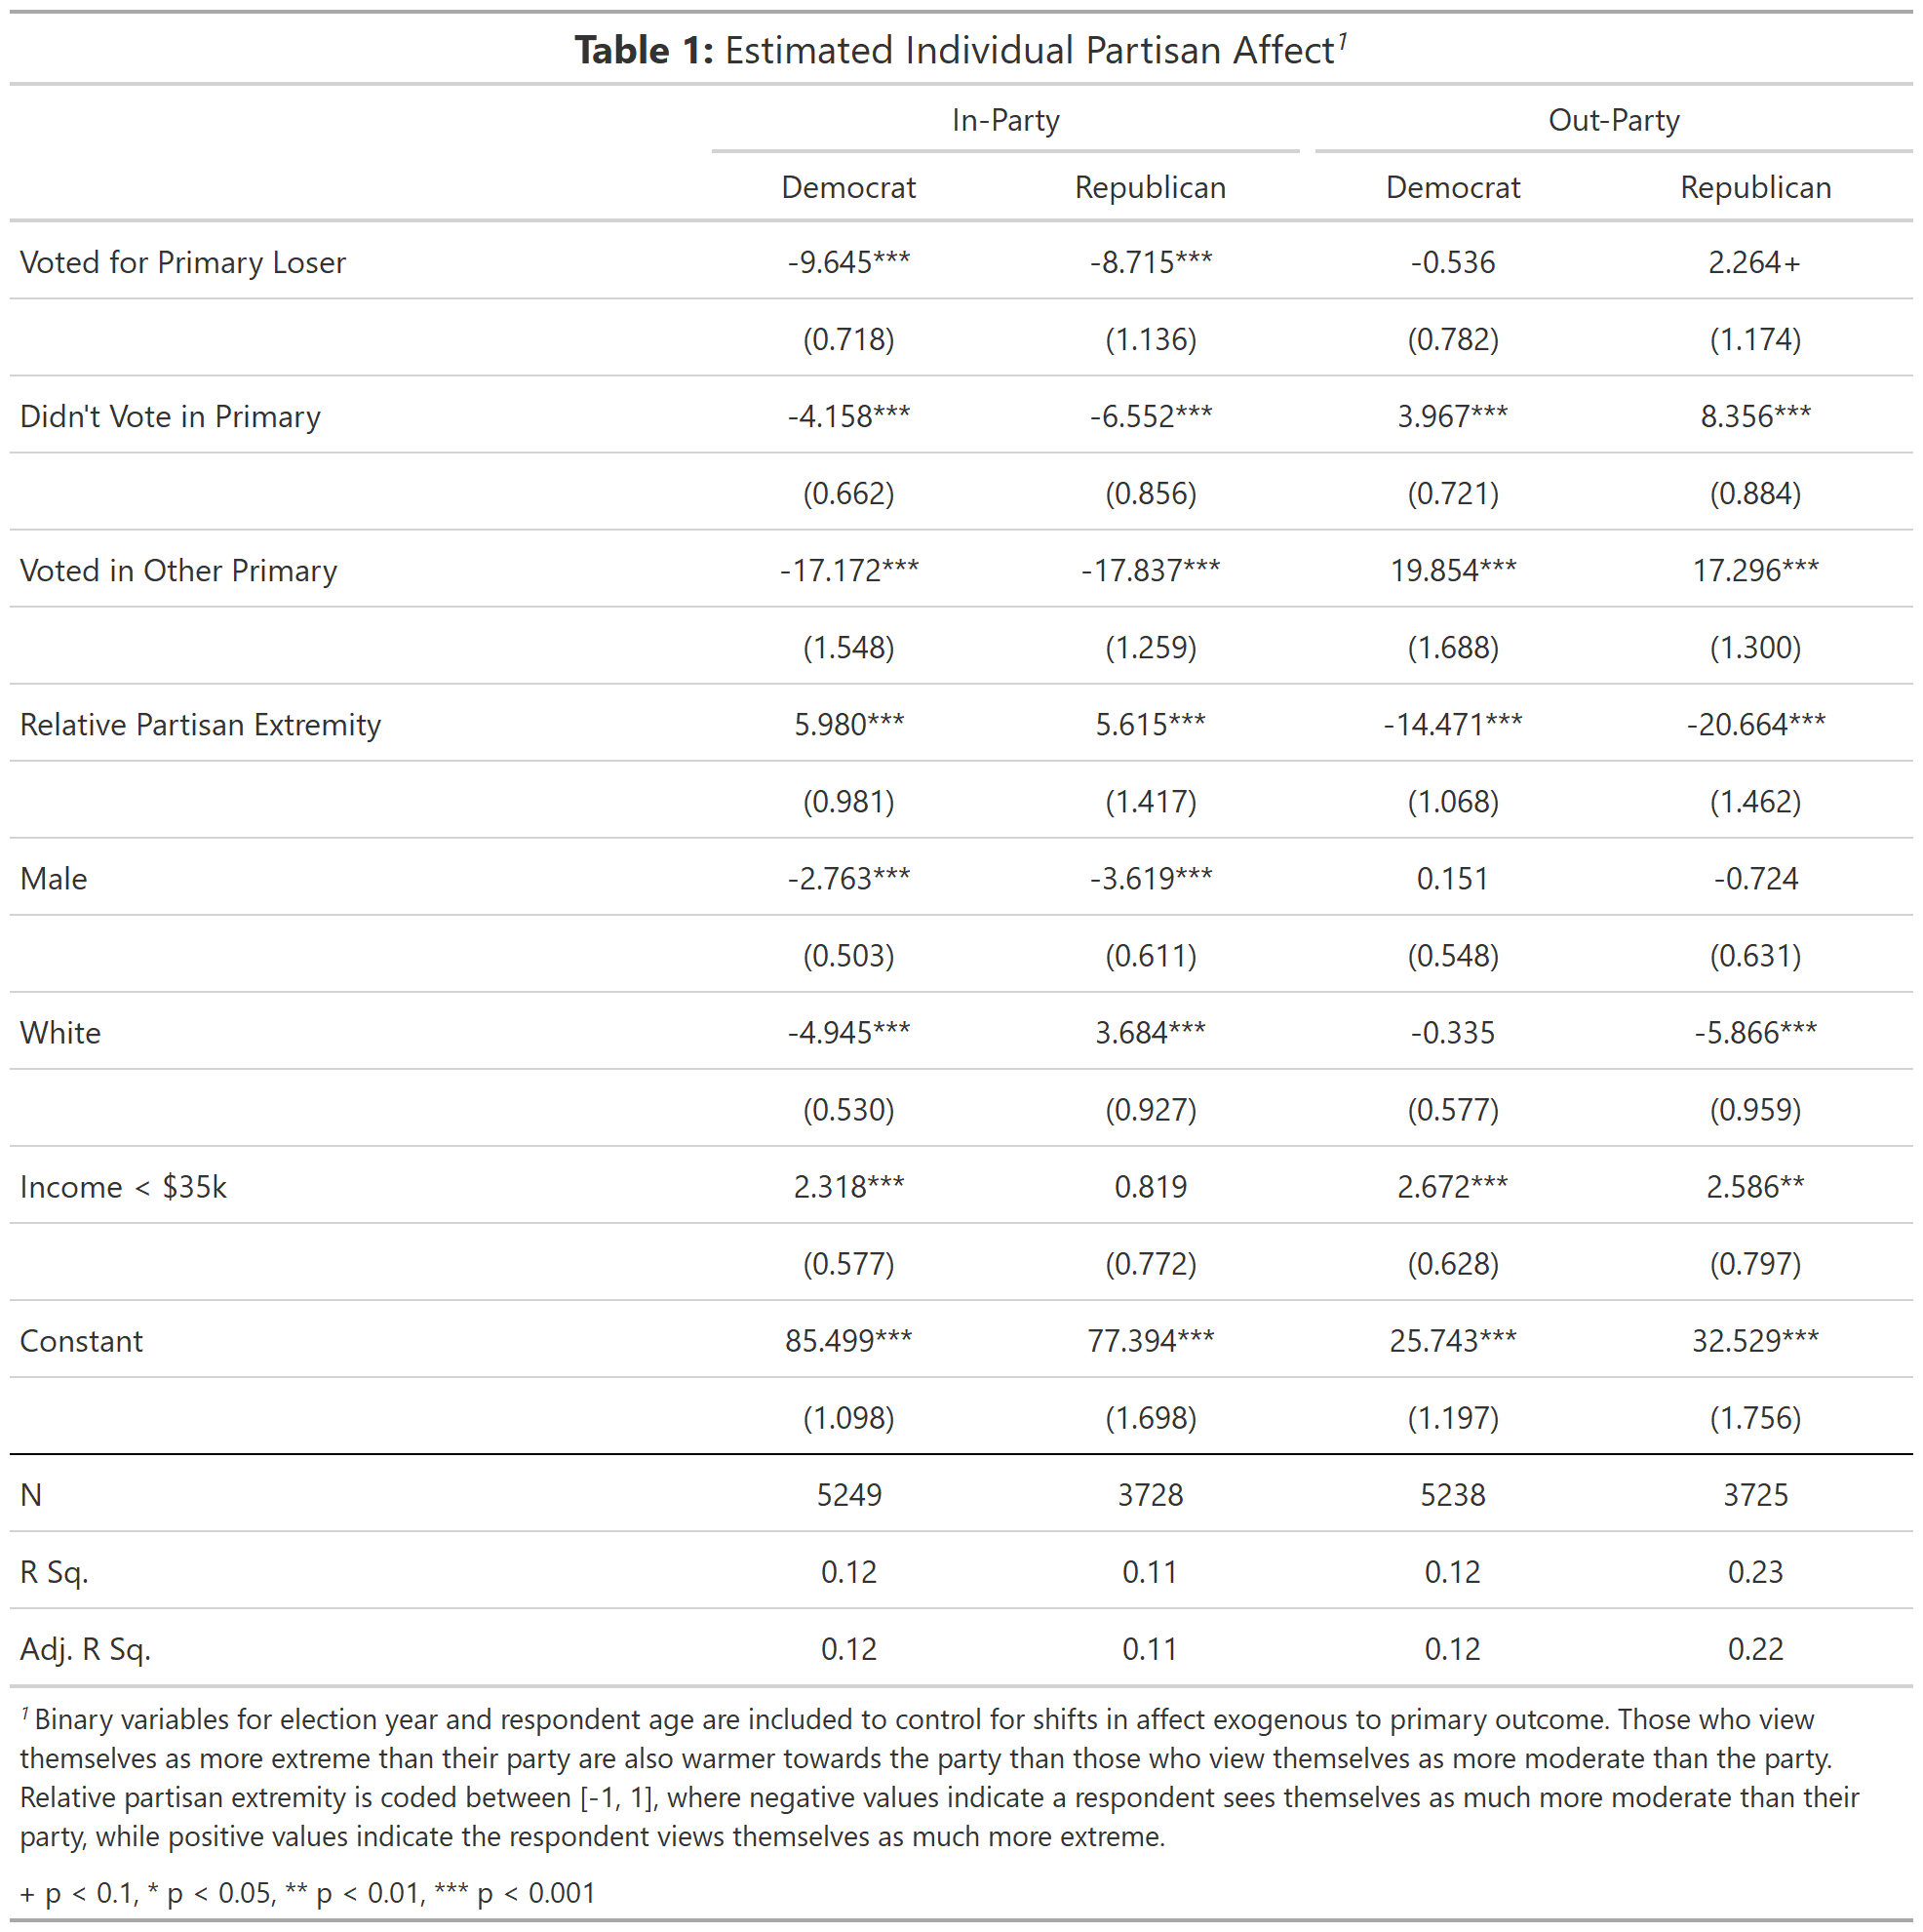 Table 1: Estimated Individual Partisan Affect1
In-Party Out-Party
Democrat Republican Democrat Republican
Voted for Primary Loser -9.645*** -8.715*** -0.536 2.264+
(0.718) (1.136) (0.782) (1.174)
Didn't Vote in Primary -4.158*** -6.552*** 3.967*** 8.356***
(0.662) (0.856) (0.721) (0.884)
Voted in Other Primary -17.172*** -17.837*** 19.854*** 17.296***
(1.548) (1.259) (1.688) (1.300)
Relative Partisan Extremity 5.980*** 5.615*** -14.471*** -20.664***
(0.981) (1.417) (1.068) (1.462)
Male -2.763*** -3.619*** 0.151 -0.724
(0.503) (0.611) (0.548) (0.631)
White -4.945*** 3.684*** -0.335 -5.866***
(0.530) (0.927) (0.577) (0.959)
Income < $35k 2.318*** 0.819 2.672*** 2.586**
(0.577) (0.772) (0.628) (0.797)
Constant 85.499*** 77.394*** 25.743*** 32.529***
(1.098) (1.698) (1.197) (1.756)
N 5249 3728 5238 3725
R Sq. 0.12 0.11 0.12 0.23
Adj. R Sq. 0.12 0.11 0.12 0.22
1 Binary variables for election year and respondent age are included to control for shifts in affect exogenous to primary outcome. Those who view
themselves as more extreme than their party are also warmer towards the party than those who view themselves as more moderate than the party.
Relative partisan extremity is coded between [-1, 1], where negative values indicate a respondent sees themselves as much more moderate than their
party, while positive values indicate the respondent views themselves as much more extreme.
+ p < 0.1, * p < 0.05, ** p < 0.01, *** p < 0.001